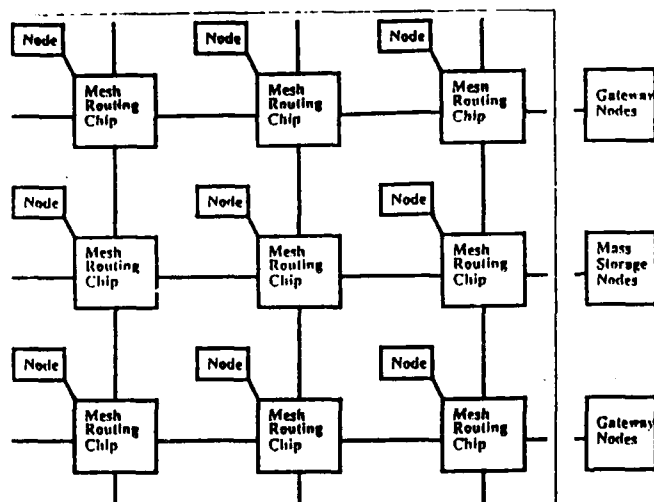 Node
Node
Node
Mesh
Routing
Chip
Mesh
Routing
Chip
Mesh
Routing
Chip
Gateway
Nodes
Node
Node
Node
Mesh
Routing
Chip
Mesh
Routing
Chip
Mesh
Routing
Chip
Mass
Storage
Nodes
Node
Node
Node
Mesh
Routing
Chip
Mesh
Routing
Chip
Mesh
Routing
Chip
Gateway
Nodes